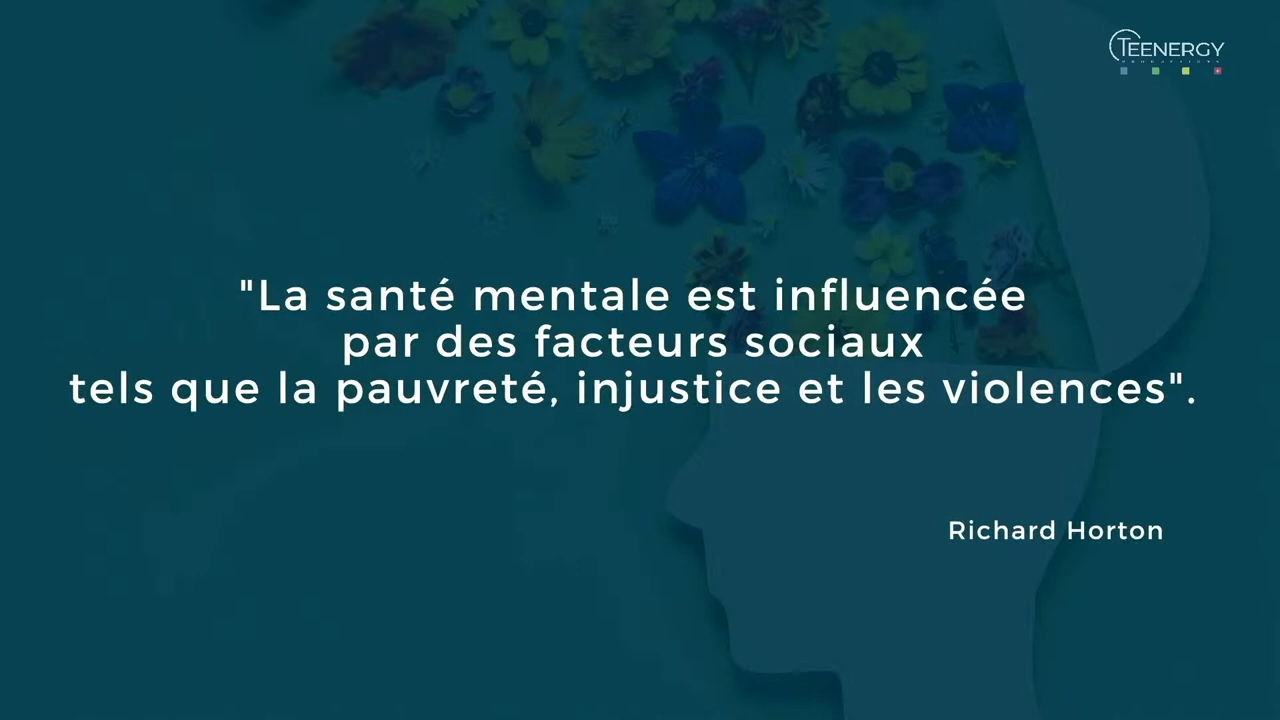 TEENERGY
"La santé mentale est influencée
par des facteurs sociaux
tels que la pauvreté, injustice et les violences".
Richard Horton